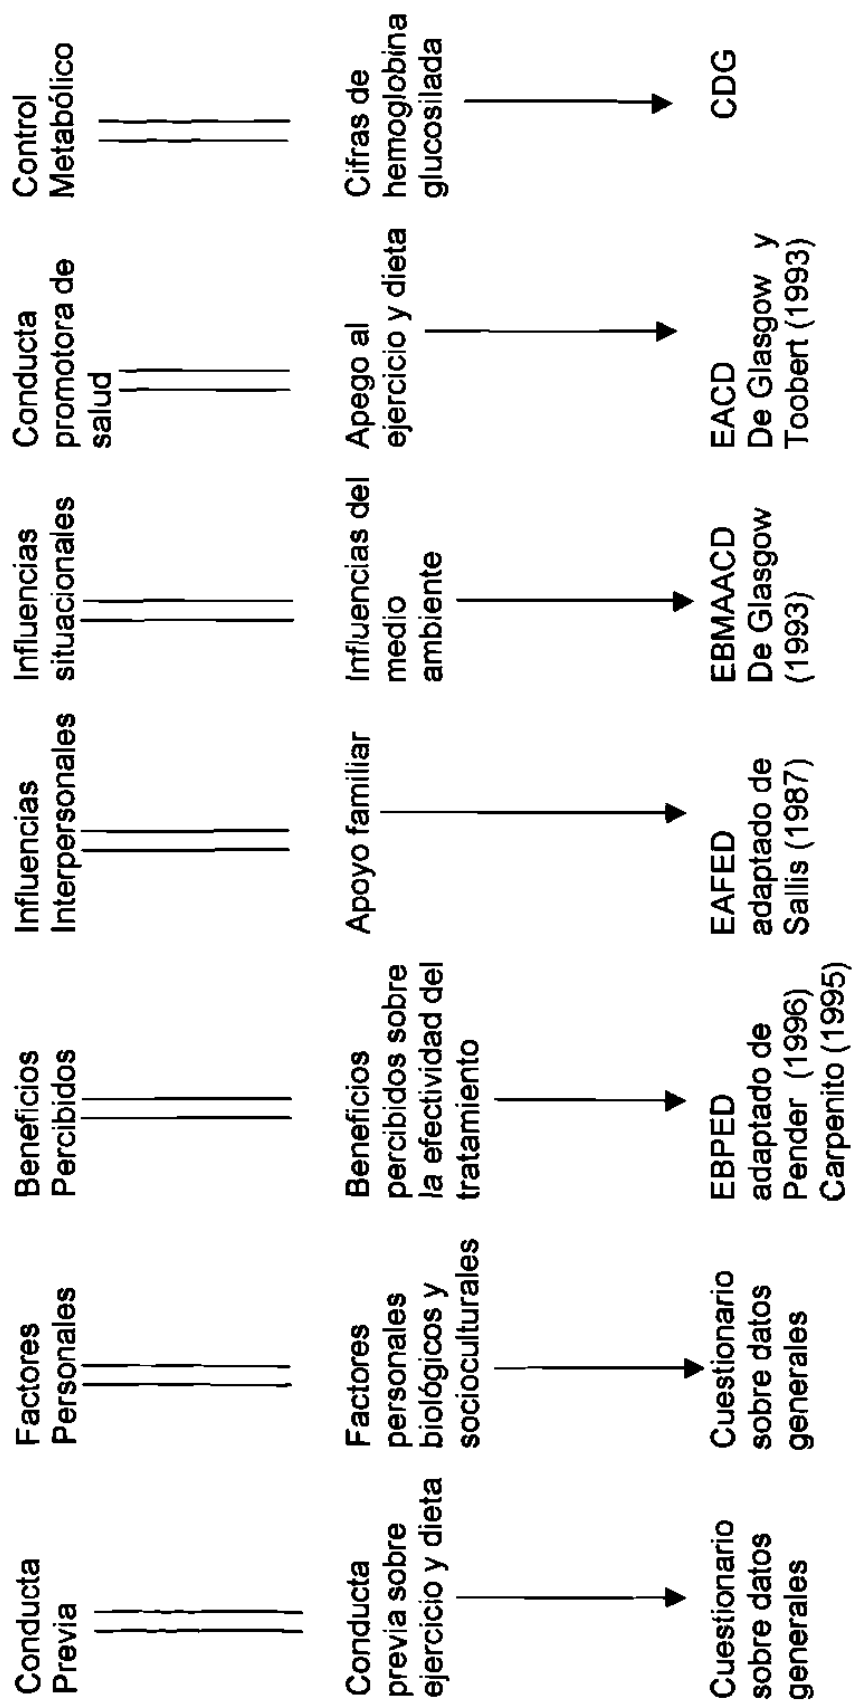 Conducta
Previa
Factores
Personales
Beneficios
Percibidos
Influencias
Interpersonales
Influencias
situacionales
Conducta
promotora de
salud
Control
Metabólico
Conducta
previa sobre
ejercicio y dieta
Factores
personales
biológicos y
socioculturales
Beneficios
percibidos sobre
la efectividad del
tratamiento
Apoyo familiar
Influencias del
medio
ambiente
Apego al
ejercicio y dieta
Cifras de
hemoglobina
glucosilada
Cuestionario
sobre datos
generales
Cuestionario
sobre datos
generales
EBPED
adaptado de
Pender (1996)
Carpenito (1995)
EAFED
adaptado de
Sallis (1987)
EBMAACD
De Glasgow
(1993)
EACD
De Glasgow y
Toobert (1993)
CDG